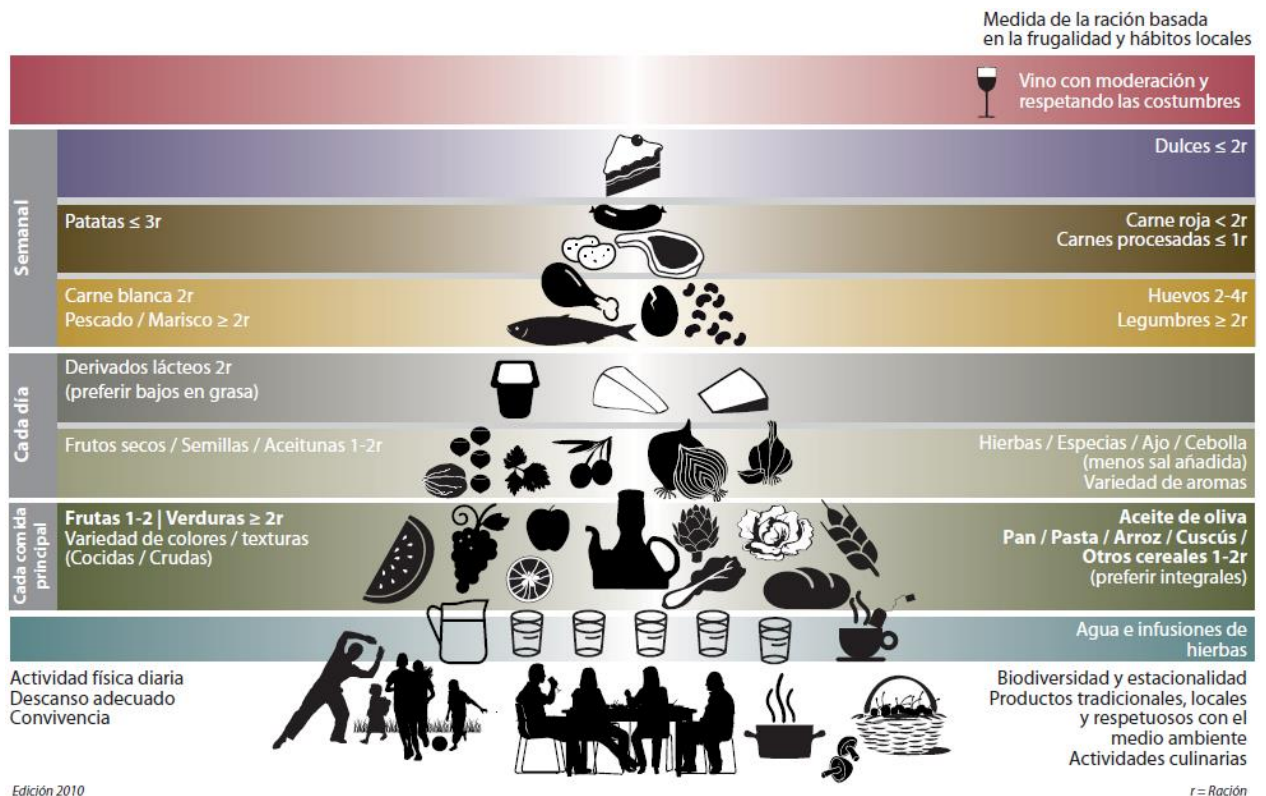 Medida de la ración basada
en la frugalidad y hábitos locales
Vino con moderación y
respetando las costumbres
Semanal
Dulces ≤ 2r
Patatas ≤ 3r
Carne roja < 2r
Carnes procesadas ≤ 1r
Carne blanca 2r
Pescado / Marisco ≥ 2r
Huevos 2-4r
Legumbres ≥ 2r
Cada día
Derivados lácteos 2r
(preferir bajos en grasa)
Frutos secos / Semillas / Aceitunas 1-2r
Hierbas / Especias / Ajo / Cebolla
(menos sal añadida)
Variedad de aromas
Cada comida
principal
Frutas 1-2 | Verduras ≥ 2r
Variedad de colores / texturas
(Cocidas / Crudas)
Aceite de oliva
Pan / Pasta / Arroz / Cuscús /
Otros cereales 1-2r
(preferir integrales)
Agua e infusiones de
hierbas
Actividad física diaria
Descanso adecuado
Convivencia
Biodiversidad y estacionalidad
Productos tradicionales, locales
y respetuosos con el
medio ambiente
Actividades culinarias
Edición 2010
r = Ración